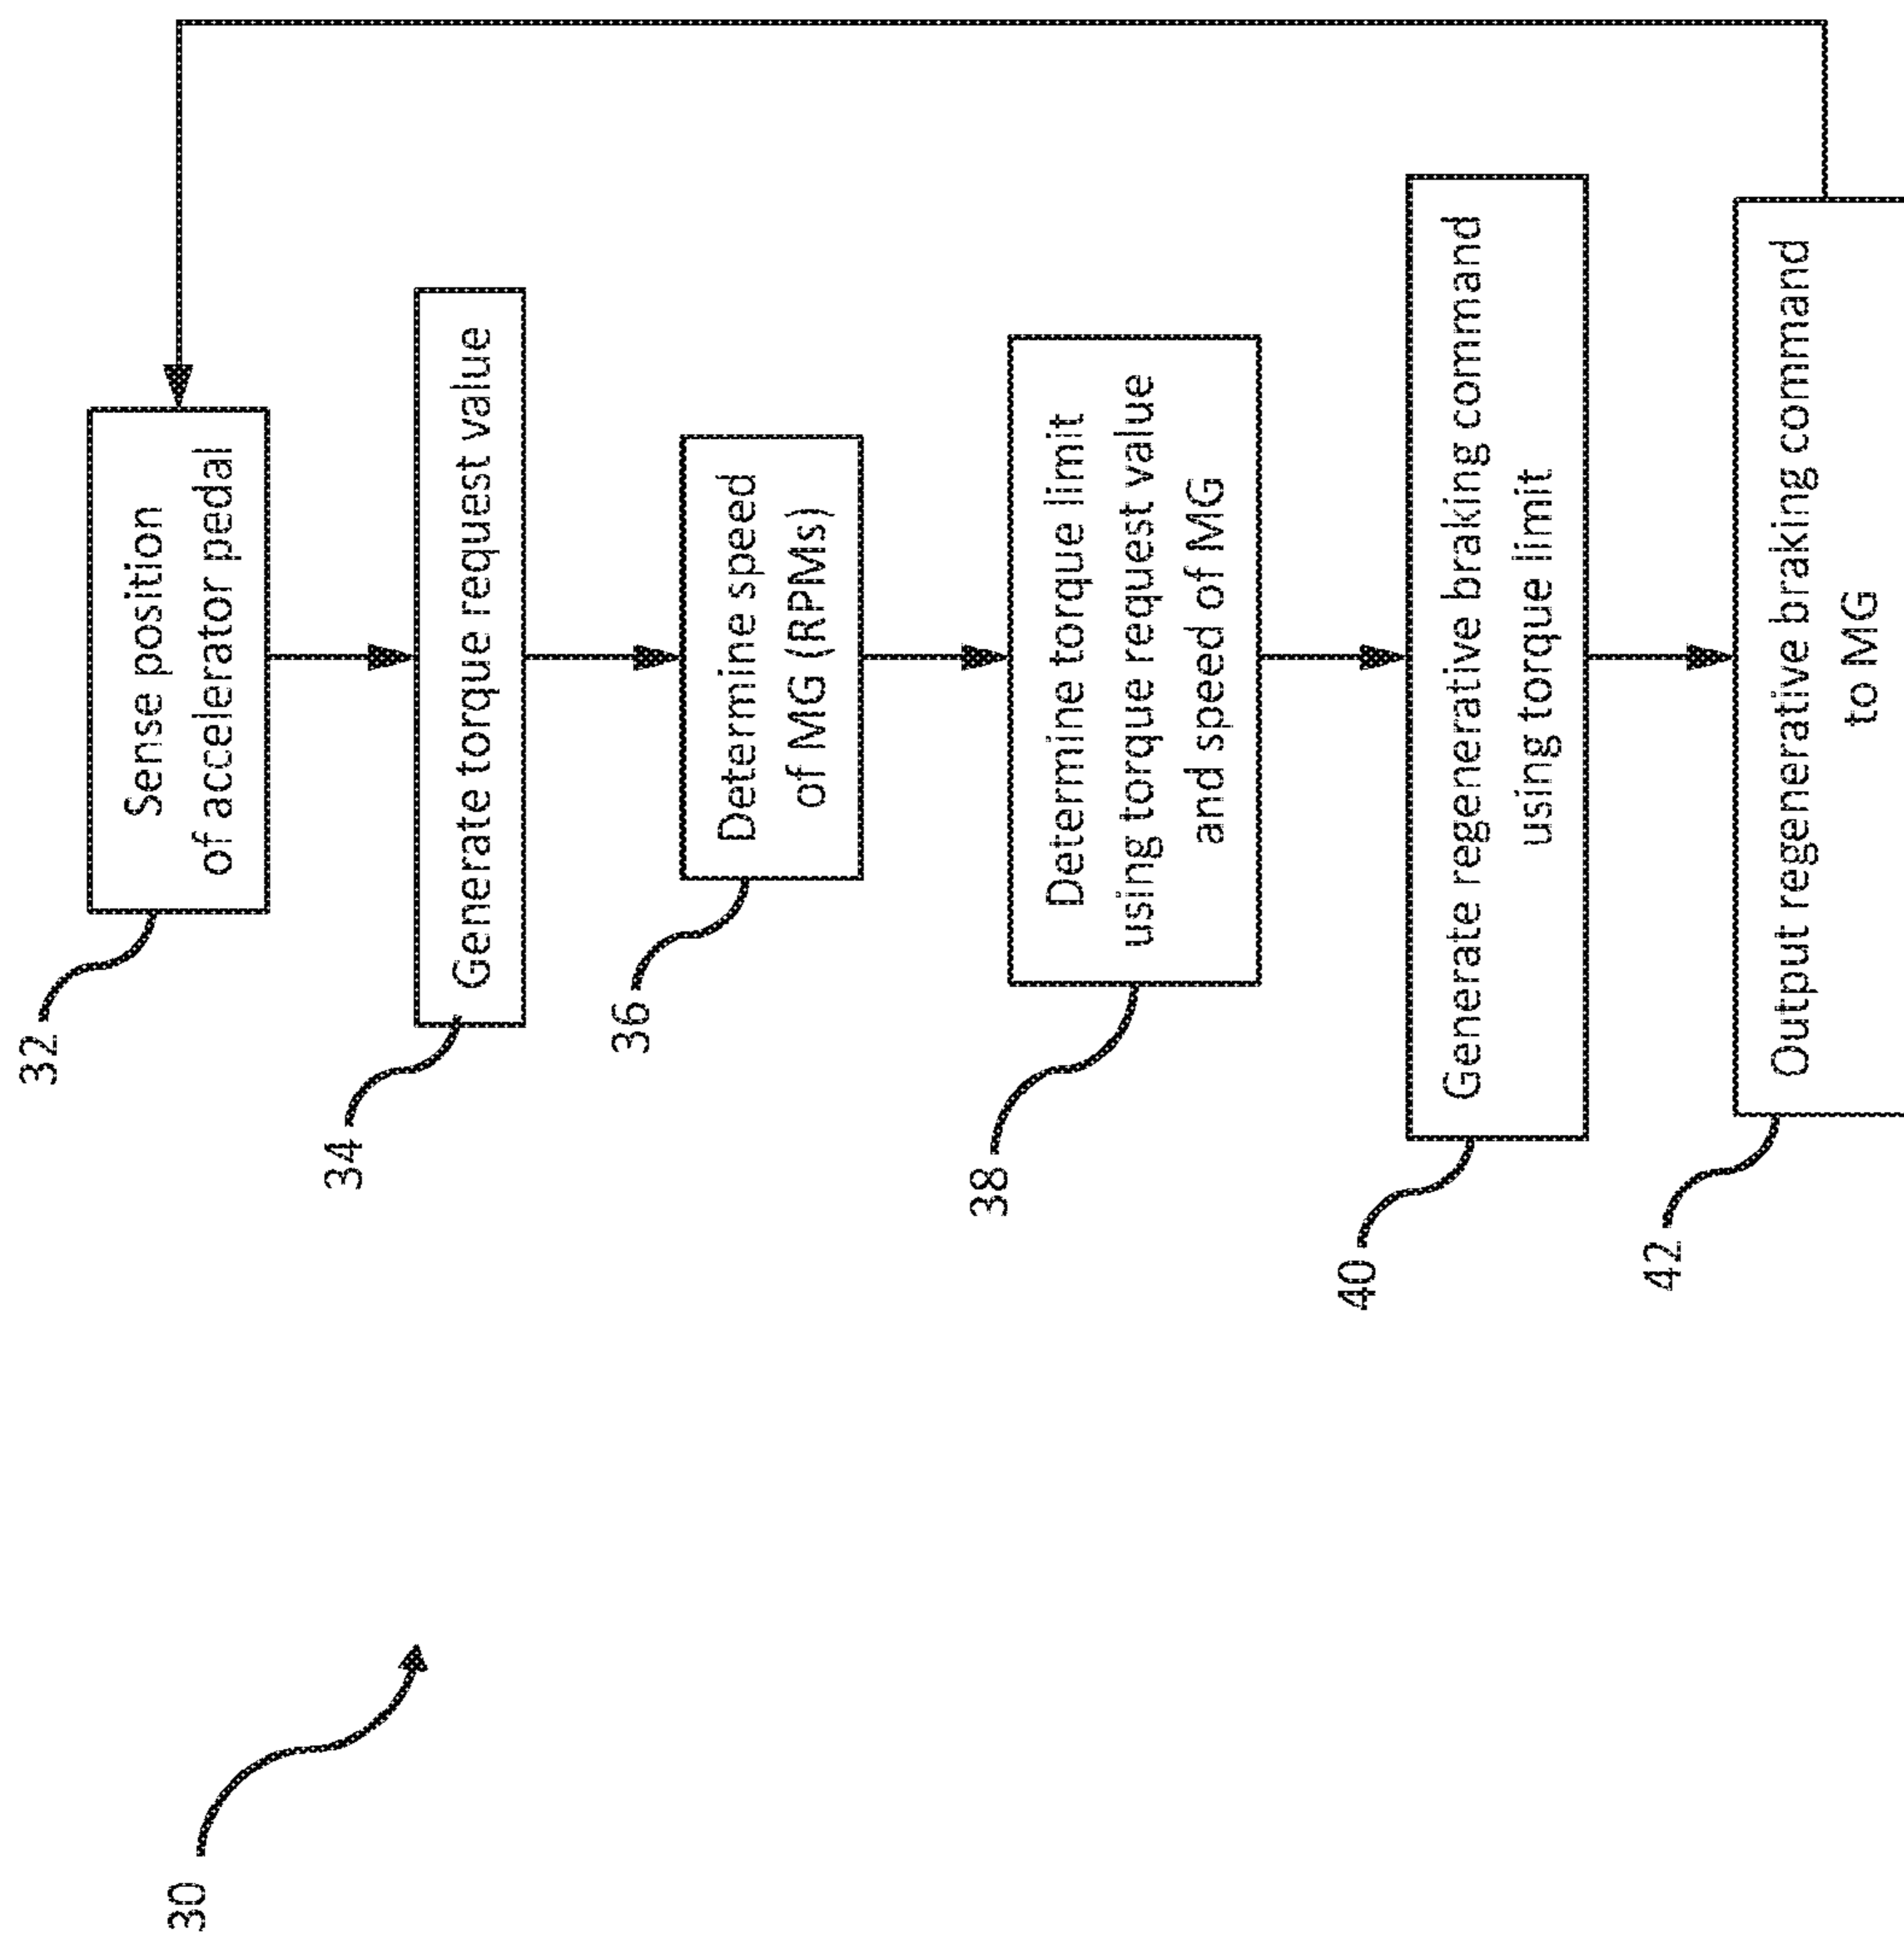 30
32
Sense position
of accelerator pedal
34
Generate torque request value
36
Determine speed
of MG (RPMs)
38
Determine torque limit
using torque request value
and speed of MG
40
Generate regenerative braking command
using torque limit
42
Output regenerative braking command
to MG